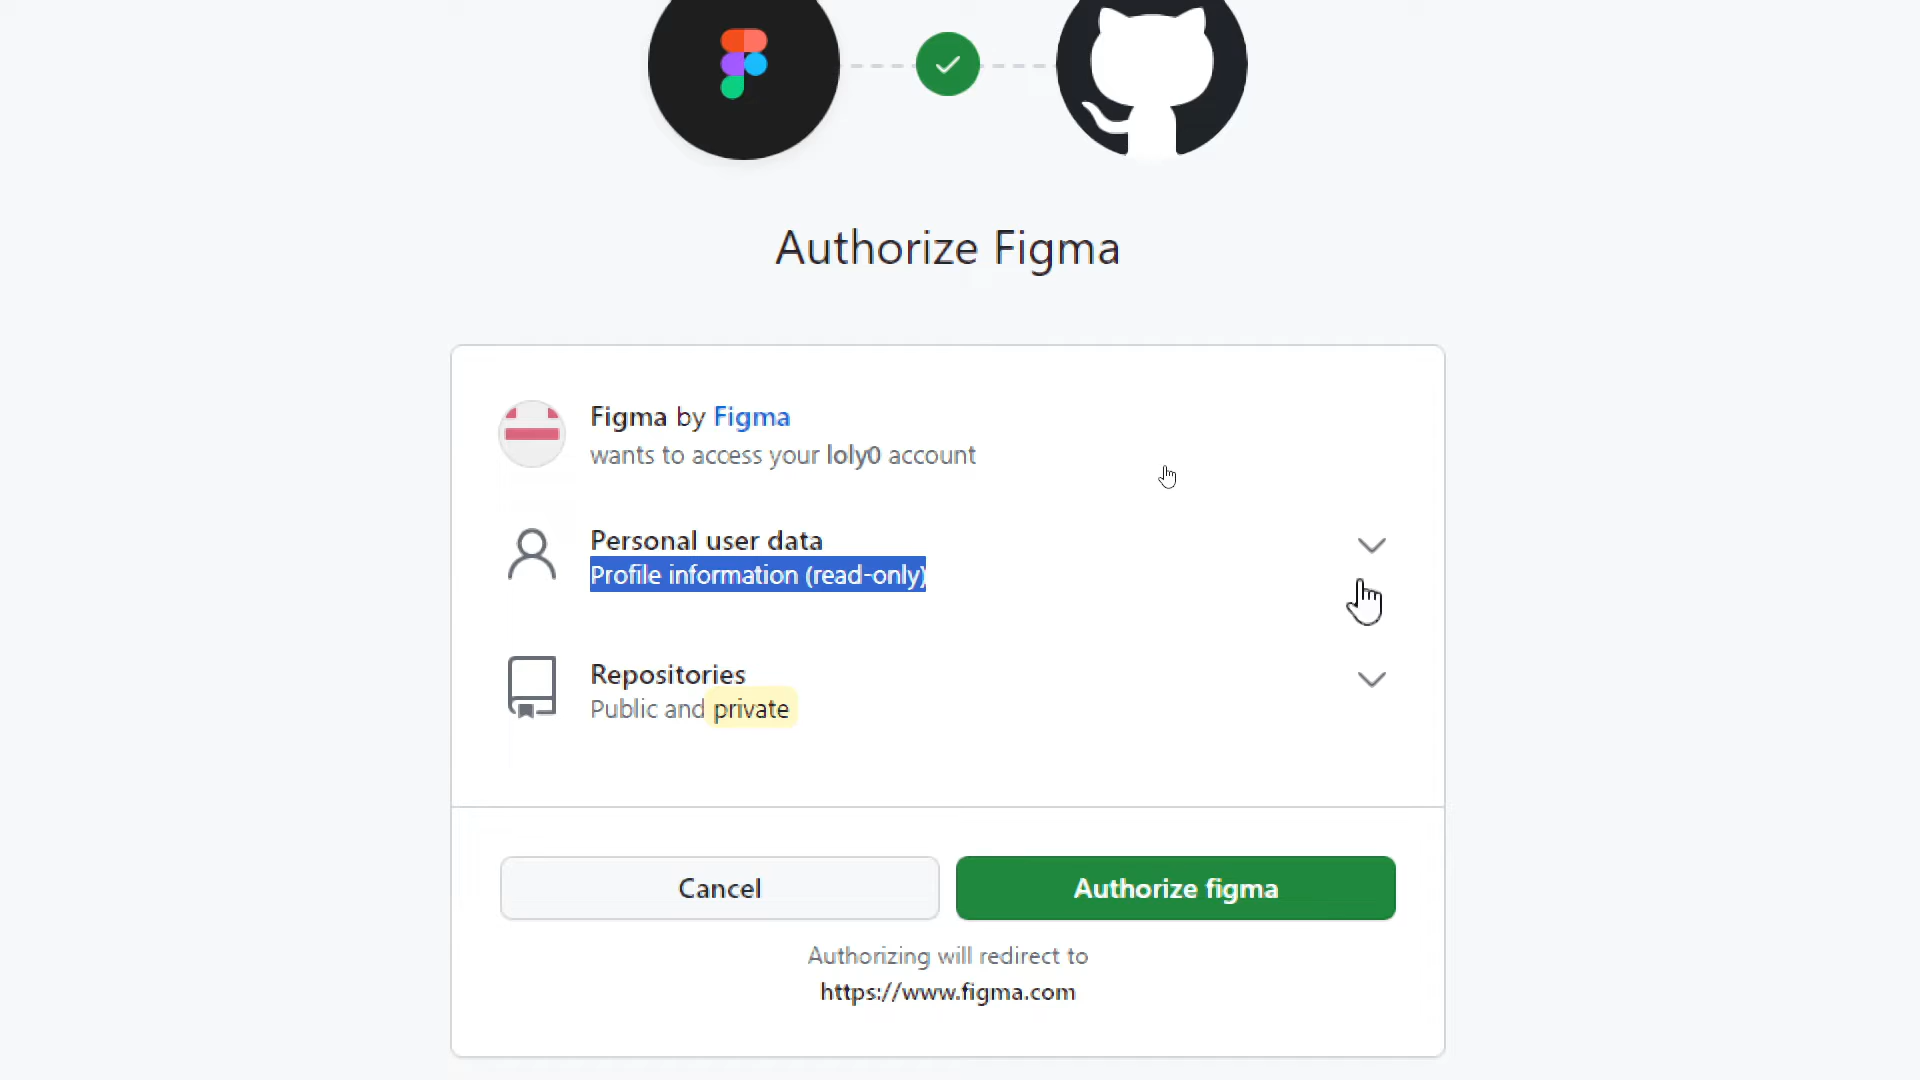 Authorize Figma
Figma by Figma
wants to access your loly0 account
Personal user data
Profile information (read-only)
Repositories
Public and private
Cancel
Authorize figma
Authorizing will redirect to
https://www.figma.com